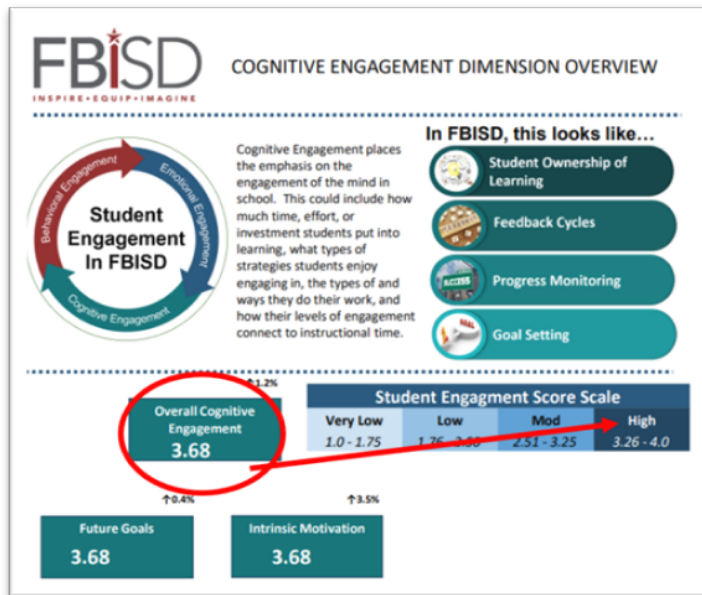 FBISD
INSPIRE•EQUIP•IMAGINE
COGNITIVE ENGAGEMENT DIMENSION OVERVIEW
Behavioral Engagement
Emotional Engagement
Cognitive Engagement
Student
Engagement
In FBISD
Cognitive Engagement places
the emphasis on the
engagement of the mind in
school. This could include how
much time, effort, or
investment students put into
learning, what types of
strategies students enjoy
engaging in, the types of and
ways they do their work, and
how their levels of engagement
connect to instructional time.
In FBISD, this looks like...
Student Ownership of
Learning
Feedback Cycles
Progress Monitoring
Goal Setting
↑1.2%
Overall Cognitive
Engagement
3.68
Student Engagment Score Scale
Very Low Low Mod High
1.0 - 1.75 1.76 - 2.51 - 3.25 3.26 - 4.0
↑0.4%
Future Goals
3.68
↑3.5%
Intrinsic Motivation
3.68